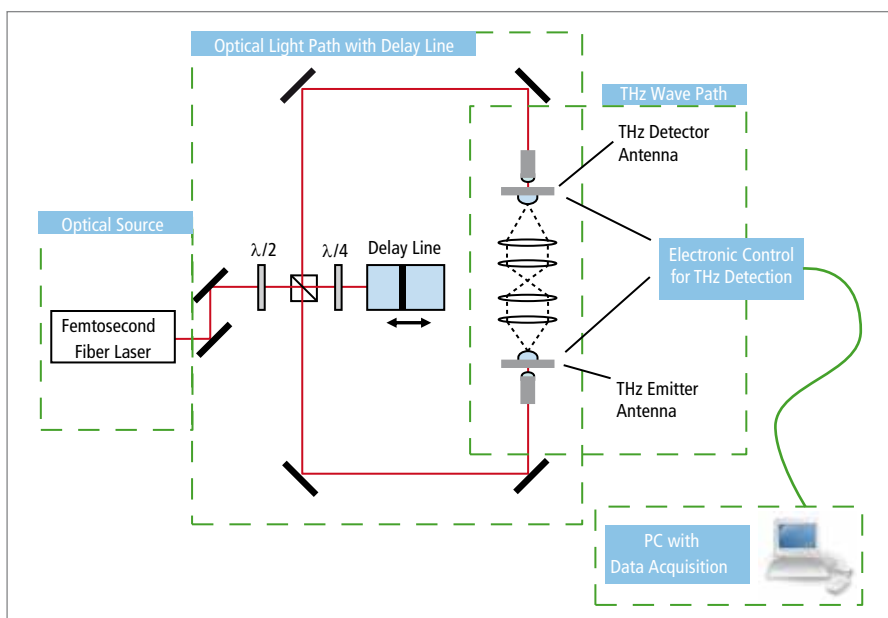 Optical Light Path with Delay Line
THz Wave Path
THz Detector
Antenna
Optical Source
λ/2
λ/4
Delay Line
Electronic Control
for THz Detection
Femtosecond
Fiber Laser
THz Emitter
Antenna
PC with
Data Acquisition